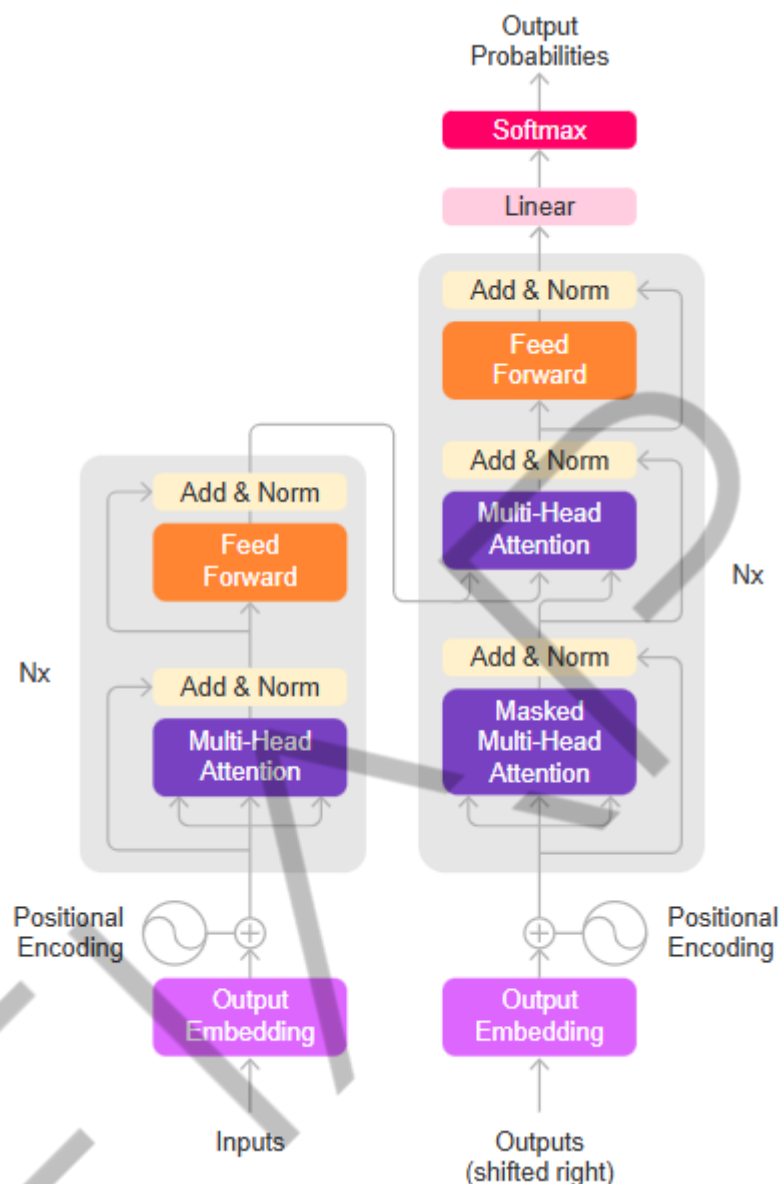 Output
Probabilities
Softmax
Linear
Add & Norm
Feed
Forward
Add & Norm
Multi-Head
Attention
Nx
Add & Norm
Masked
Multi-Head
Attention
Positional
Encoding
Output
Embedding
Outputs
(shifted right)
Add & Norm
Feed
Forward
Nx
Add & Norm
Multi-Head
Attention
Positional
Encoding
Output
Embedding
Inputs